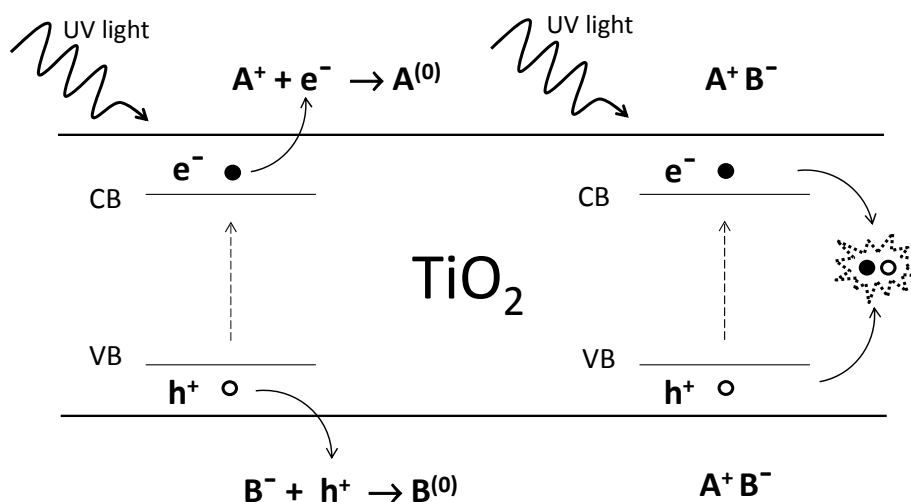 UV light
UV light
A⁺ + e⁻ → A⁽⁰⁾
A⁺ B⁻
e⁻
e⁻
CB
CB
TiO₂
VB
VB
h⁺
h⁺
B⁻ + h⁺ → B⁽⁰⁾
A⁺ B⁻